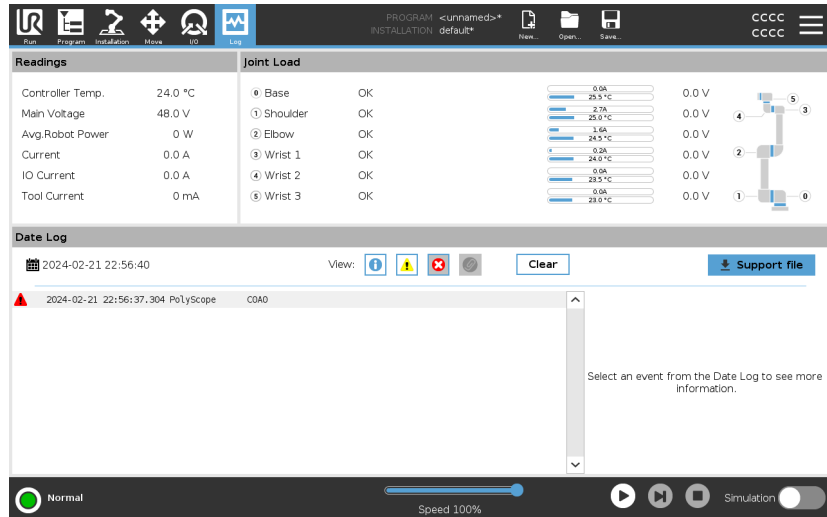 UR
Run
Program
Installation
Move
I/O
Log
PROGRAM <unnamed>*
INSTALLATION default*
New...
Open...
Save...
CCCC
CCCC
Readings
Controller Temp. 24.0 °C
Main Voltage 48.0 V
Avg.Robot Power 0 W
Current 0.0 A
IO Current 0.0 A
Tool Current 0 mA
Joint Load
0 Base OK 0.0A 25.5 °C 0.0 V
1 Shoulder OK 2.7A 25.0 °C 0.0 V
2 Elbow OK 1.6A 24.5 °C 0.0 V
3 Wrist 1 OK 0.2A 24.0 °C 0.0 V
4 Wrist 2 OK 0.0A 23.5 °C 0.0 V
5 Wrist 3 OK 0.0A 23.0 °C 0.0 V
5
4 3
2
1 0
Date Log
2024-02-21 22:56:40
View:
Clear
Support file
2024-02-21 22:56:37.304 PolyScope C0A0
Select an event from the Date Log to see more
information.
Normal
Speed 100%
Simulation